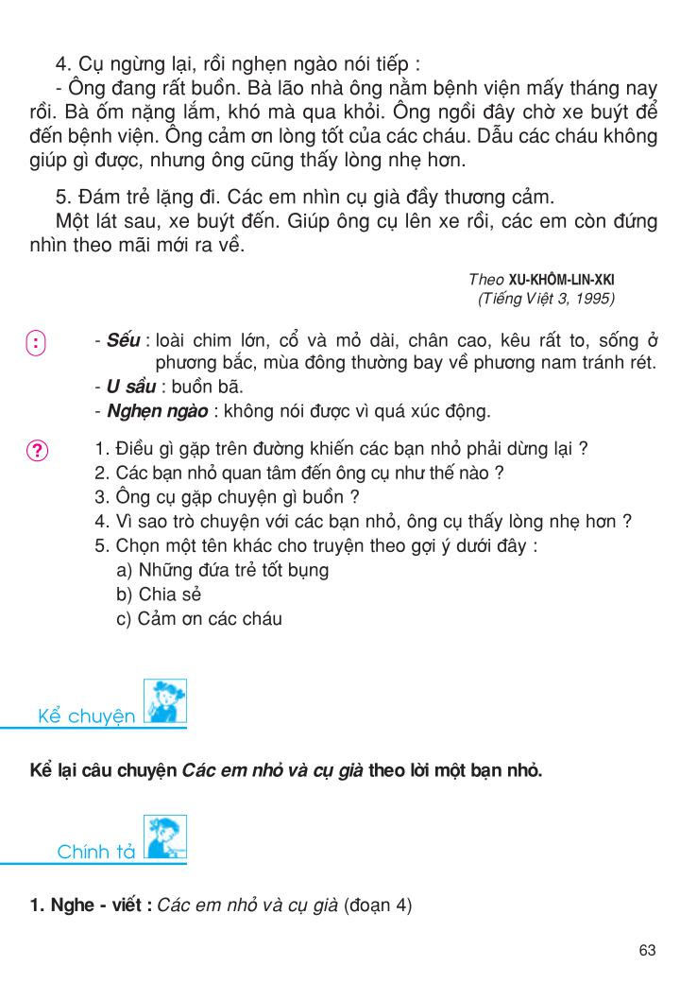 4. Cụ ngừng lại, rồi nghẹn ngào nói tiếp :
- Ông đang rất buồn. Bà lão nhà ông nằm bệnh viện mấy tháng nay
rồi. Bà ốm nặng lắm, khó mà qua khỏi. Ông ngồi đây chờ xe buýt để
đến bệnh viện. Ông cảm ơn lòng tốt của các cháu. Dẫu các cháu không
giúp gì được, nhưng ông cũng thấy lòng nhẹ hơn.
5. Đám trẻ lặng đi. Các em nhìn cụ già đầy thương cảm.
Một lát sau, xe buýt đến. Giúp ông cụ lên xe rồi, các em còn đứng
nhìn theo mãi mới ra về.
Theo XU-KHÔM-LIN-XKI
(Tiếng Việt 3, 1995)
: - Sếu : loài chim lớn, cổ và mỏ dài, chân cao, kêu rất to, sống ở
phương bắc, mùa đông thường bay về phương nam tránh rét.
- U sầu : buồn bã.
- Nghẹn ngào : không nói được vì quá xúc động.
? 1. Điều gì gặp trên đường khiến các bạn nhỏ phải dừng lại ?
2. Các bạn nhỏ quan tâm đến ông cụ như thế nào ?
3. Ông cụ gặp chuyện gì buồn ?
4. Vì sao trò chuyện với các bạn nhỏ, ông cụ thấy lòng nhẹ hơn ?
5. Chọn một tên khác cho truyện theo gợi ý dưới đây :
a) Những đứa trẻ tốt bụng
b) Chia sẻ
c) Cảm ơn các cháu
Kể chuyện
Kể lại câu chuyện Các em nhỏ và cụ già theo lời một bạn nhỏ.
Chính tả
1. Nghe - viết : Các em nhỏ và cụ già (đoạn 4)
63